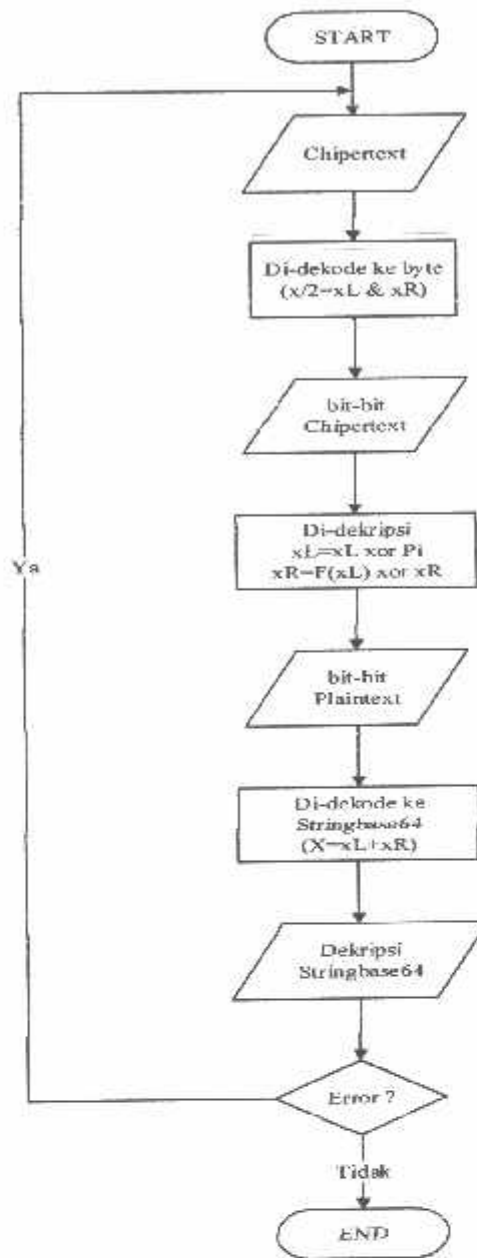 START
Chipertext
Di-dekode ke byte
(x/2=xL & xR)
bit-bit
Chipertext
Di-dekripsi
xL=xL xor Pi
xR=F(xL) xor xR
Ya
bit-bit
Plaintext
Di-dekode ke
Stringbase64
(X=xL+xR)
Dekripsi
Stringbase64
Error ?
Tidak
END